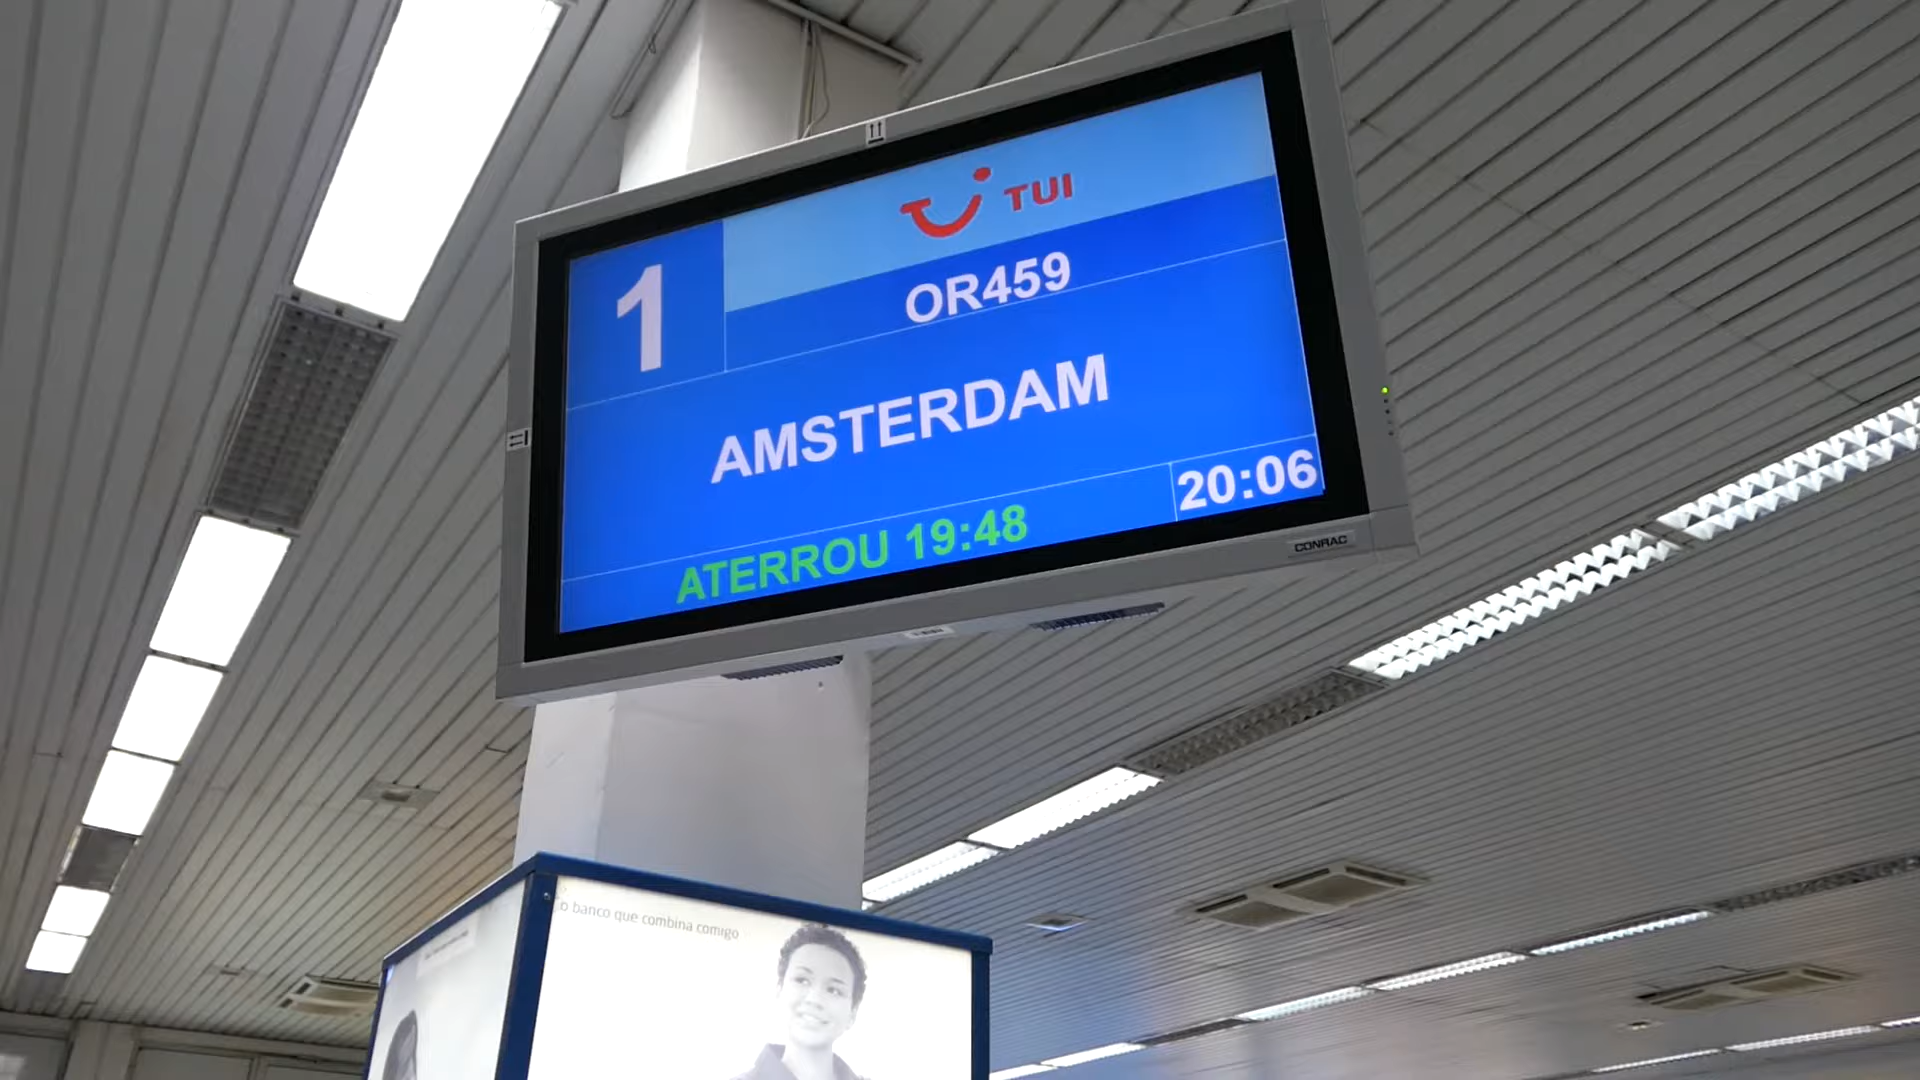 TUI
1
OR459
AMSTERDAM
20:06
ATERROU 19:48
CONRAC
o banco que combina comigo